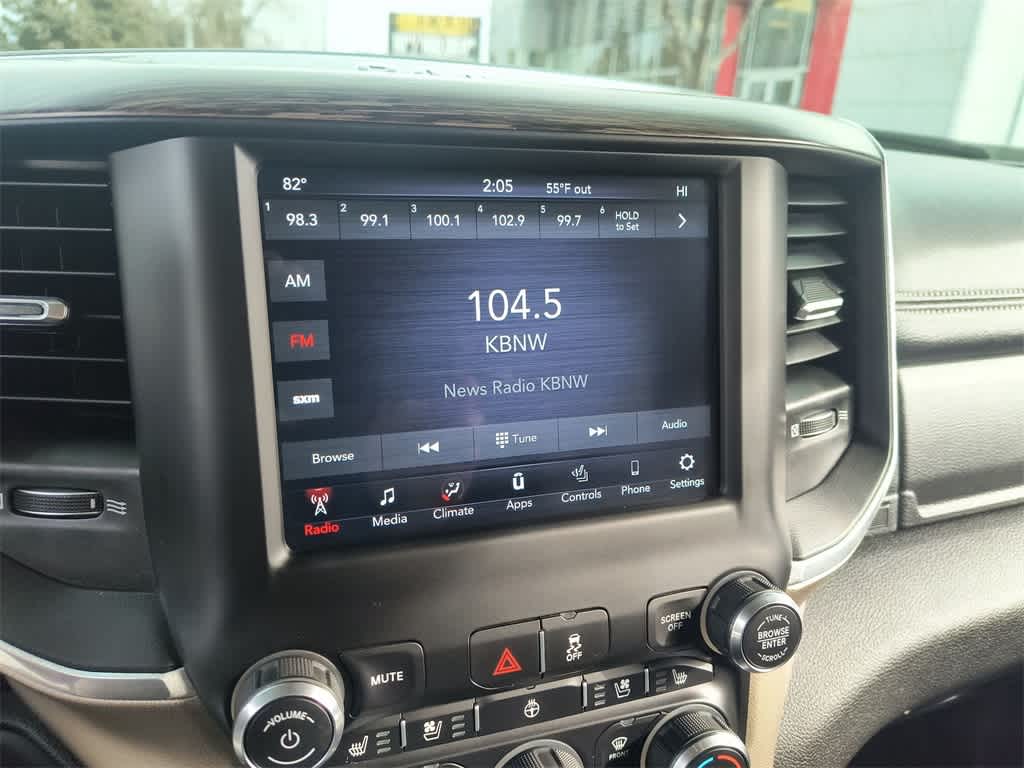 82° 2:05 55°F out HI
1 98.3 2 99.1 3 100.1 4 102.9 5 99.7 6 HOLD to Set
AM
104.5
FM
KBNW
sxm
News Radio KBNW
Browse Tune Audio
Radio Media Climate Apps Controls Phone Settings
SCREEN OFF
TUNE
BROWSE
ENTER
SCROLL
OFF
MUTE
VOLUME
FRONT